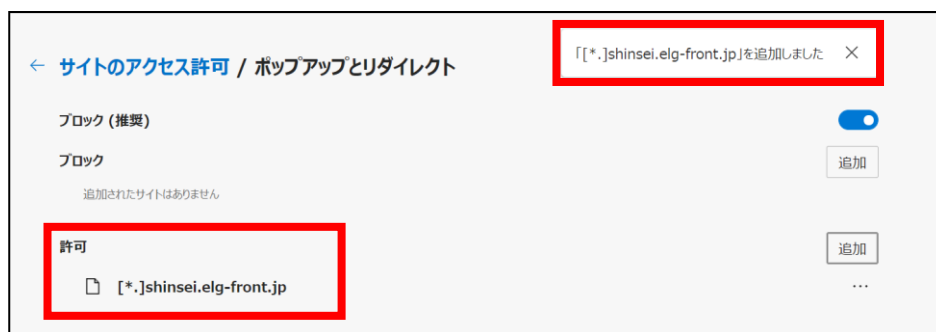 「[*.]shinsei.elg-front.jp」を追加しました
サイトのアクセス許可 / ポップアップとリダイレクト
ブロック (推奨)
ブロック
追加
追加されたサイトはありません
許可
追加
[*.]shinsei.elg-front.jp